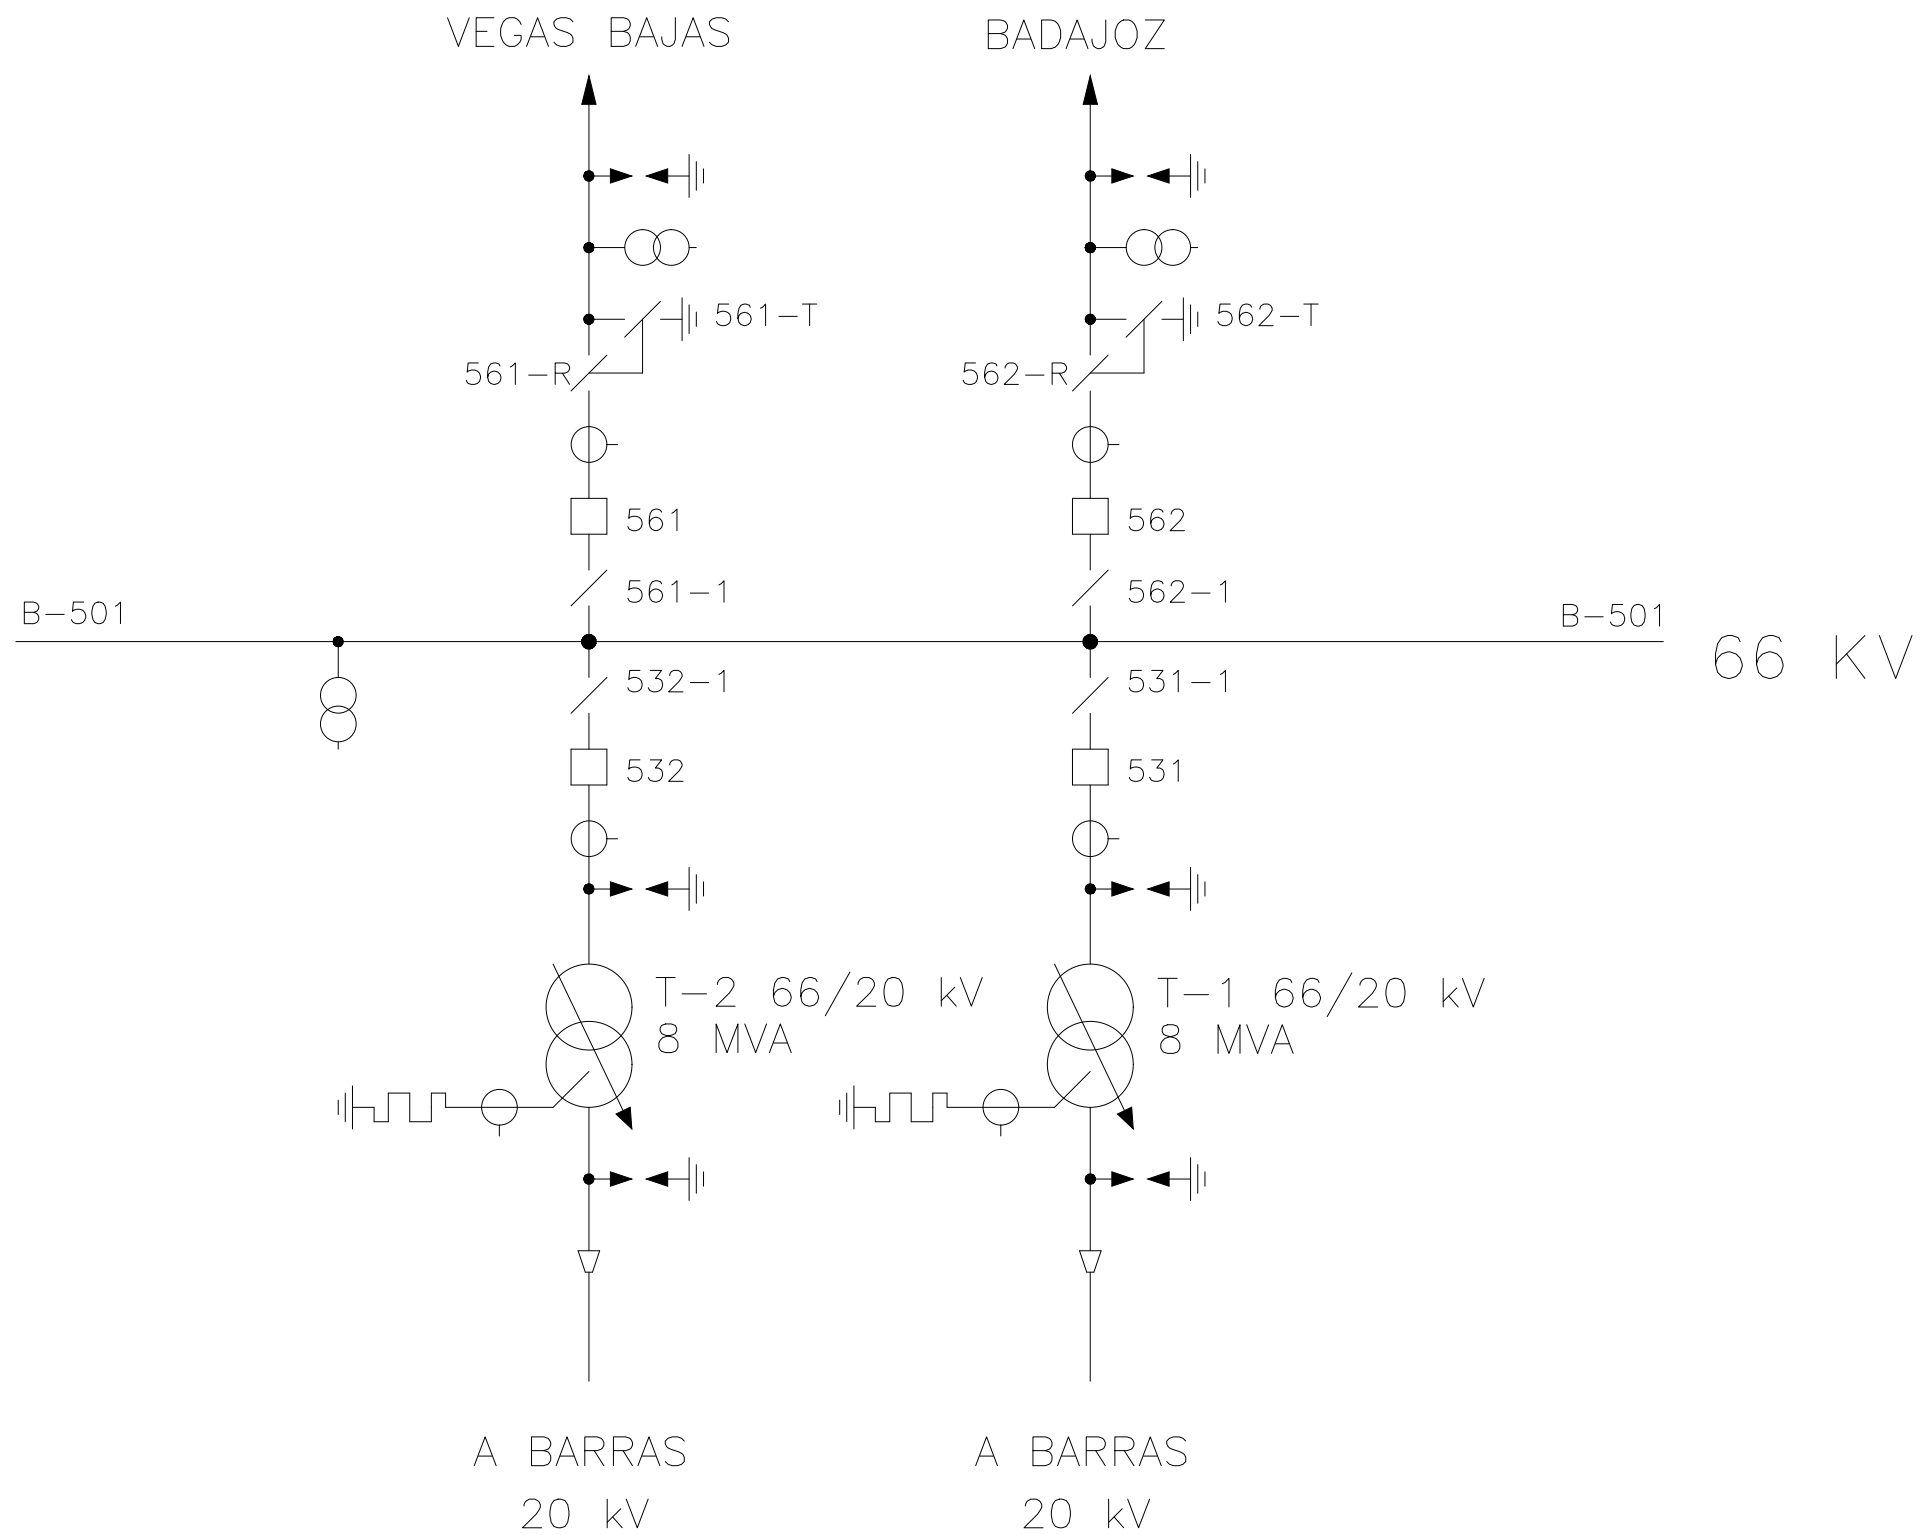 VEGAS BAJAS
BADAJOZ
561-T
562-T
561-R
562-R
561
562
561-1
562-1
B-501
B-501
66 KV
532-1
531-1
532
531
T-2 66/20 kV
8 MVA
T-1 66/20 kV
8 MVA
A BARRAS
20 kV
A BARRAS
20 kV